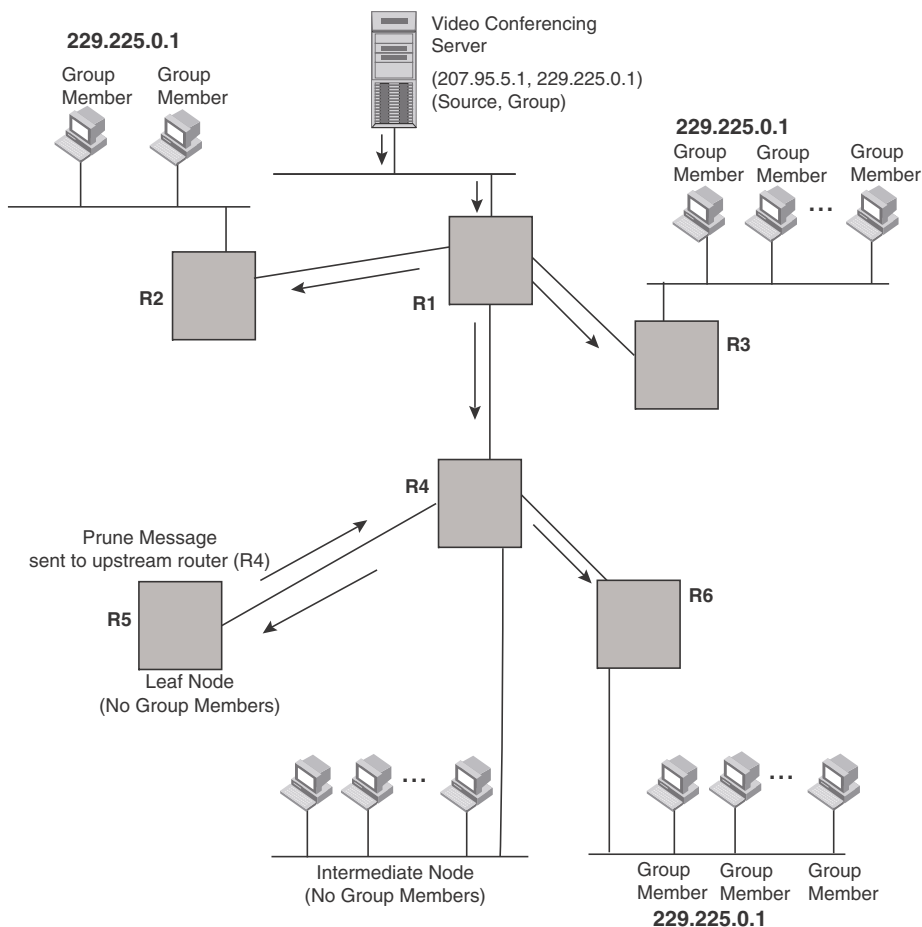 229.225.0.1
Group
Member
Group
Member
Video Conferencing
Server
(207.95.5.1, 229.225.0.1)
(Source, Group)
229.225.0.1
Group
Member
Group
Member
...
Group
Member
R2
R1
R3
R4
Prune Message
sent to upstream router (R4)
R5
R6
Leaf Node
(No Group Members)
...
Intermediate Node
(No Group Members)
...
Group
Member
Group
Member
Group
Member
229.225.0.1